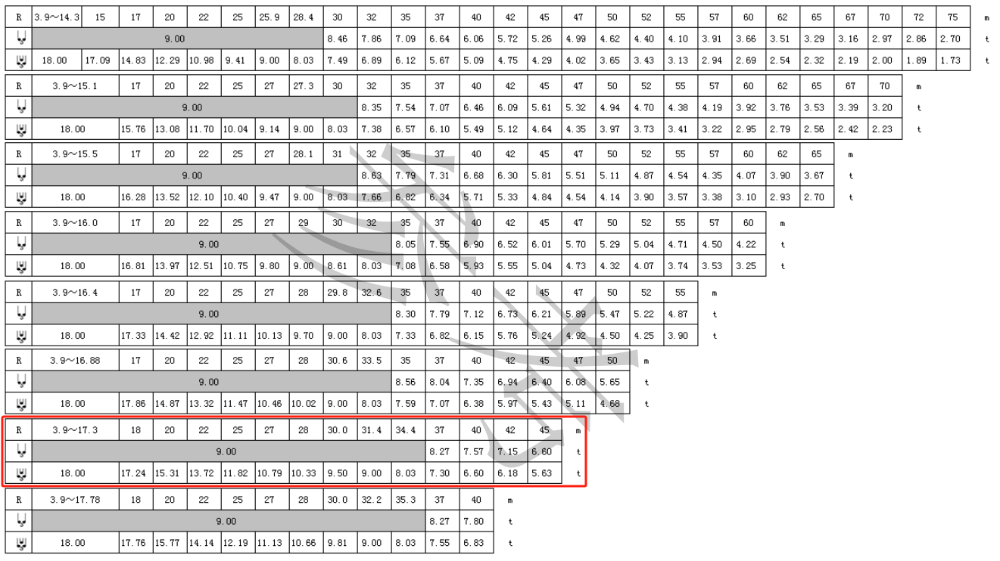 R 3.9～14.3 15 17 20 22 25 25.9 28.4 30 32 35 37 40 42 45 47 50 52 55 57 60 62 65 67 70 72 75 m
9.00 8.46 7.86 7.09 6.64 6.06 5.72 5.26 4.99 4.62 4.40 4.10 3.91 3.66 3.51 3.29 3.16 2.97 2.86 2.70 t
18.00 17.09 14.83 12.29 10.98 9.41 9.00 8.03 7.49 6.89 6.12 5.67 5.09 4.75 4.29 4.02 3.65 3.43 3.13 2.94 2.69 2.54 2.32 2.19 2.00 1.89 1.73 t
R 3.9～15.1 17 20 22 25 27 27.3 30 32 35 37 40 42 45 47 50 52 55 57 60 62 65 67 70 m
9.00 8.35 7.54 7.07 6.46 6.09 5.61 5.32 4.94 4.70 4.38 4.19 3.92 3.76 3.53 3.39 3.20 t
18.00 15.76 13.08 11.70 10.04 9.14 9.00 8.03 7.38 6.57 6.10 5.49 5.12 4.64 4.35 3.97 3.73 3.41 3.22 2.95 2.79 2.56 2.42 2.23 t
R 3.9～15.5 17 20 22 25 27 28.1 31 32 35 37 40 42 45 47 50 52 55 57 60 62 65 m
9.00 8.63 7.79 7.31 6.68 6.30 5.81 5.51 5.11 4.87 4.54 4.35 4.07 3.90 3.67 t
18.00 16.28 13.52 12.10 10.40 9.47 9.00 8.03 7.66 6.82 6.34 5.71 5.33 4.84 4.54 4.14 3.90 3.57 3.38 3.10 2.93 2.70 t
R 3.9～16.0 17 20 22 25 27 29 30 32 35 37 40 42 45 47 50 52 55 57 60 m
9.00 8.05 7.55 6.90 6.52 6.01 5.70 5.29 5.04 4.71 4.50 4.22 t
18.00 16.81 13.97 12.51 10.75 9.80 9.00 8.61 8.03 7.08 6.58 5.93 5.55 5.04 4.73 4.32 4.07 3.74 3.53 3.25 t
R 3.9～16.4 17 20 22 25 27 28 29.8 32.6 35 37 40 42 45 47 50 52 55 m
9.00 8.30 7.79 7.12 6.73 6.21 5.89 5.47 5.22 4.87 t
18.00 17.33 14.42 12.92 11.11 10.13 9.70 9.00 8.03 7.33 6.82 6.15 5.76 5.24 4.92 4.50 4.25 3.90 t
R 3.9～16.88 17 20 22 25 27 28 30.6 33.5 35 37 40 42 45 47 50 m
9.00 8.56 8.04 7.35 6.94 6.40 6.08 5.65 t
18.00 17.86 14.87 13.32 11.47 10.46 10.02 9.00 8.03 7.59 7.07 6.38 5.97 5.43 5.11 4.68 t
R 3.9～17.3 18 20 22 25 27 28 30.0 31.4 34.4 37 40 42 45 m
9.00 8.27 7.57 7.15 6.60 t
18.00 17.24 15.31 13.72 11.82 10.79 10.33 9.50 9.00 8.03 7.30 6.60 6.18 5.63 t
R 3.9～17.78 18 20 22 25 27 28 30.0 32.2 35.3 37 40 m
9.00 8.27 7.80 t
18.00 17.76 15.77 14.14 12.19 11.13 10.66 9.81 9.00 8.03 7.55 6.83 t